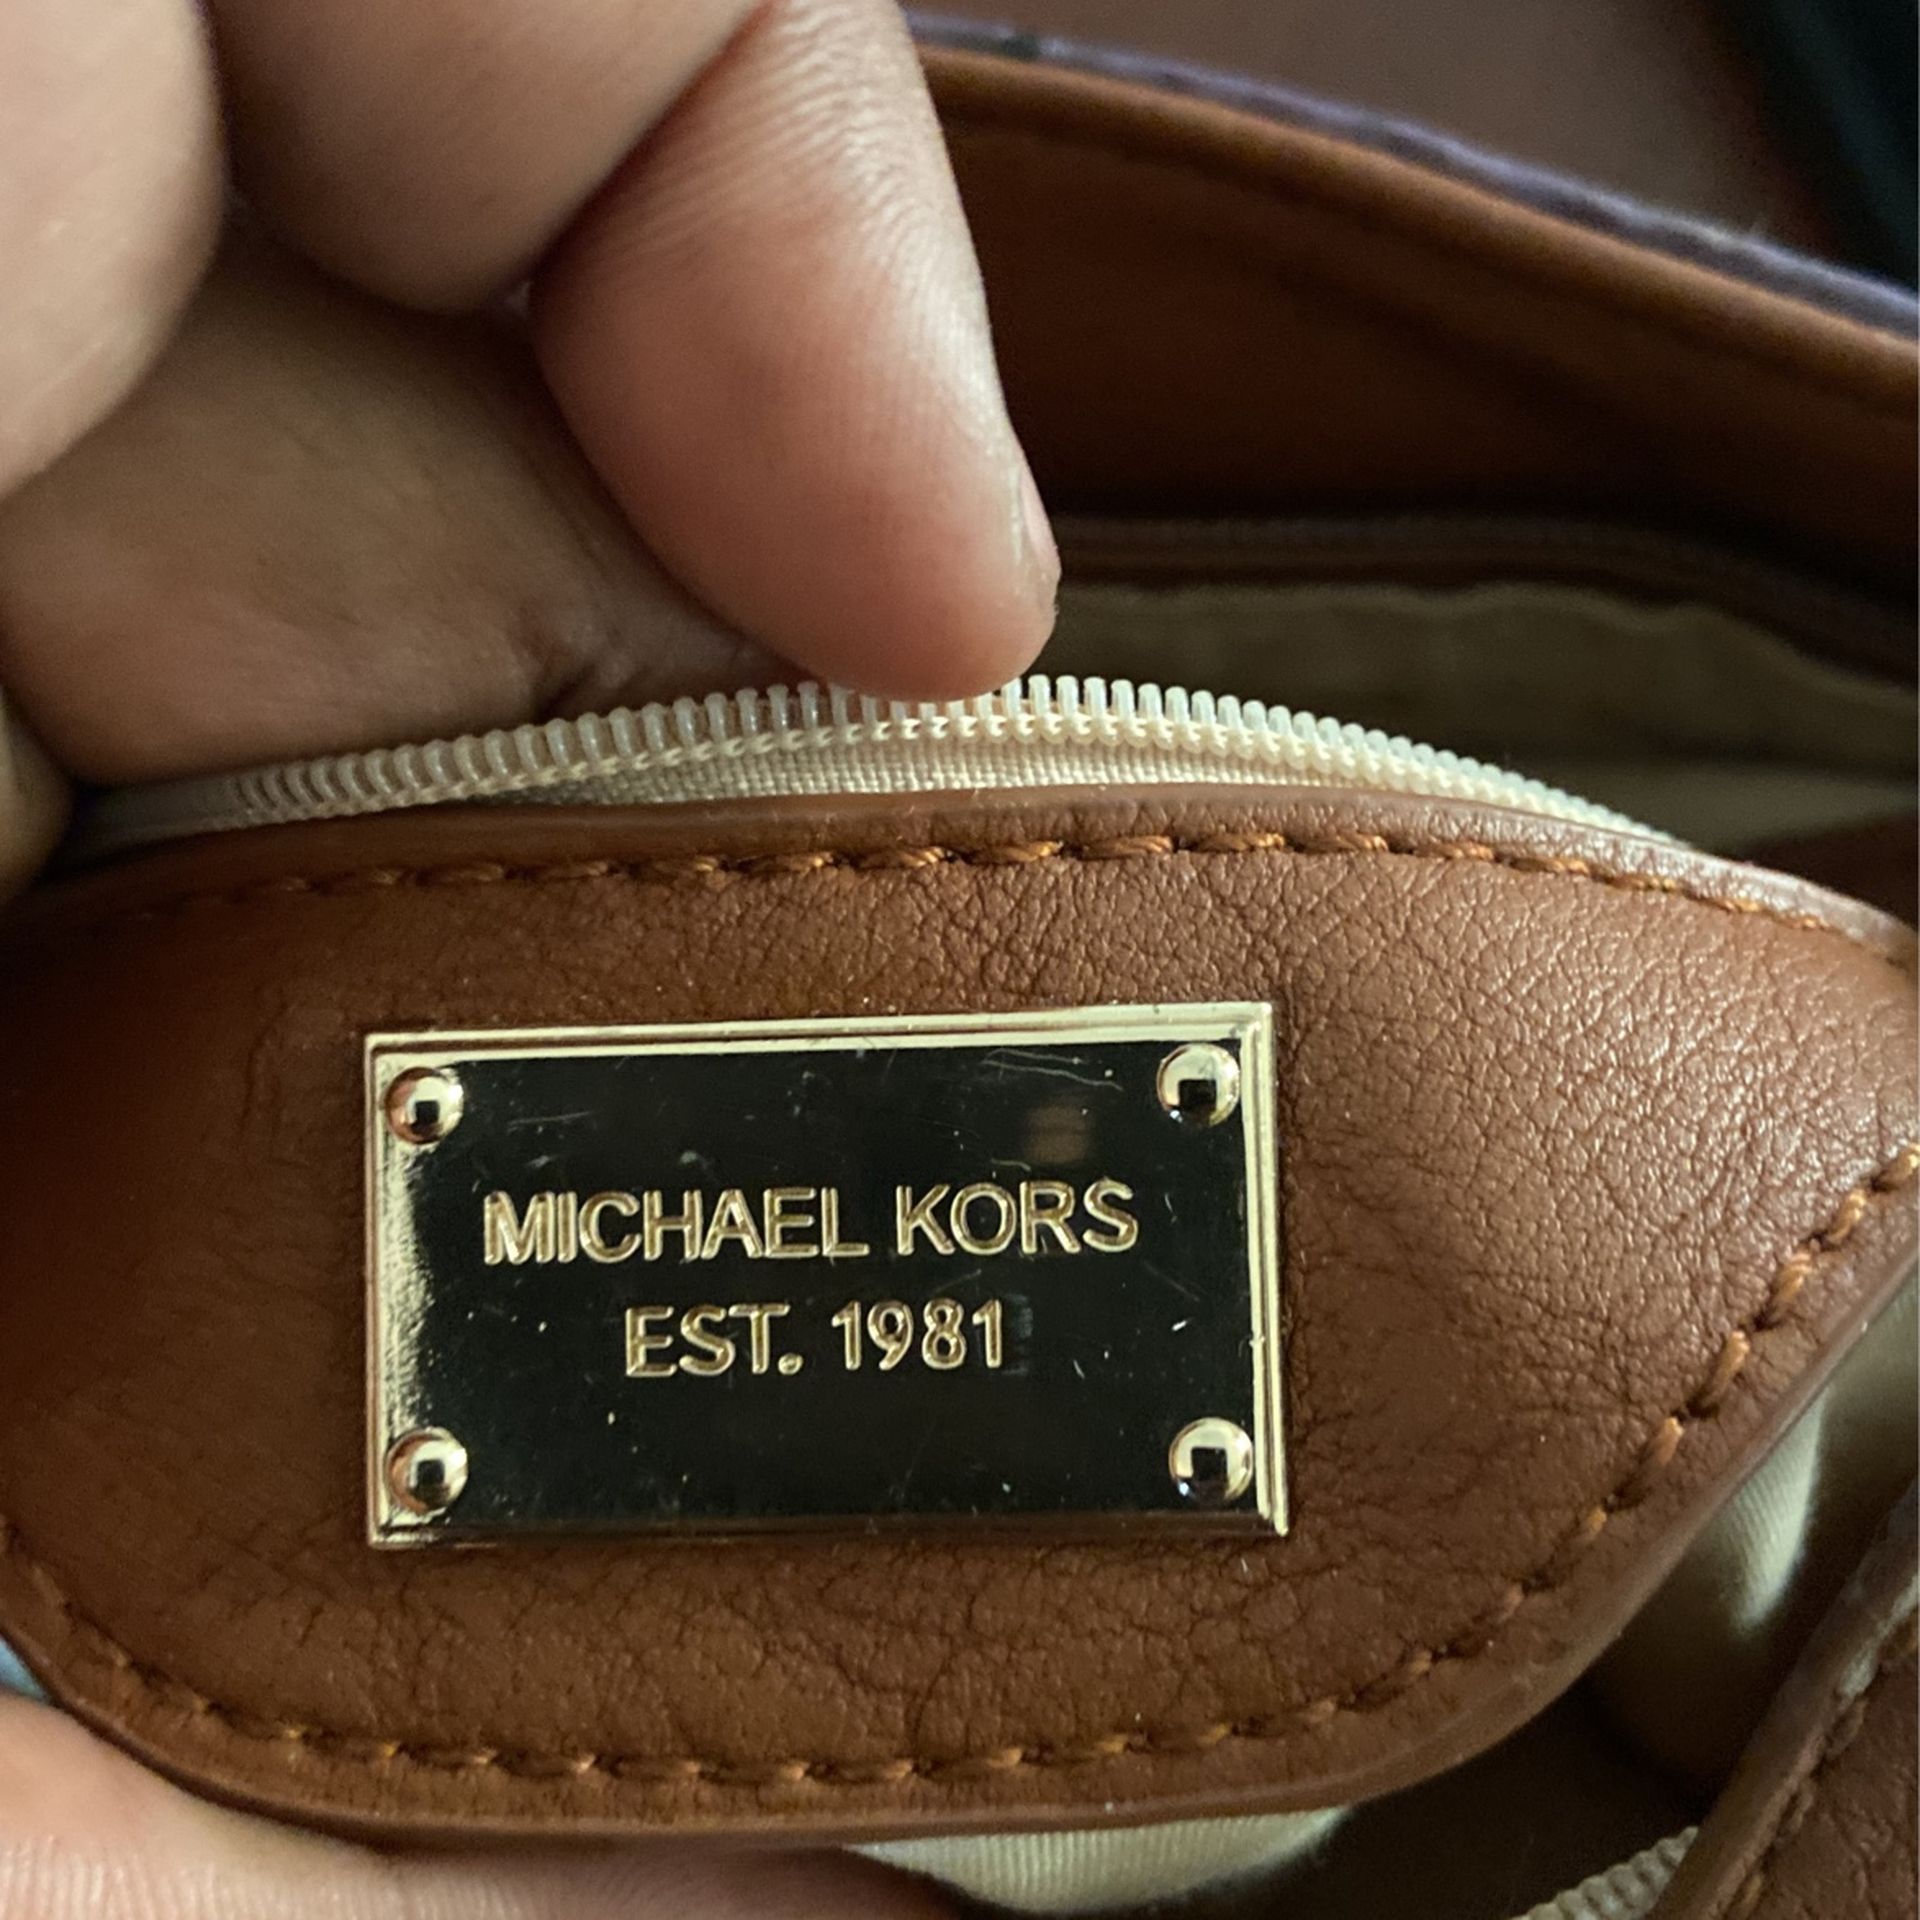 MICHAEL KORS
EST. 1981